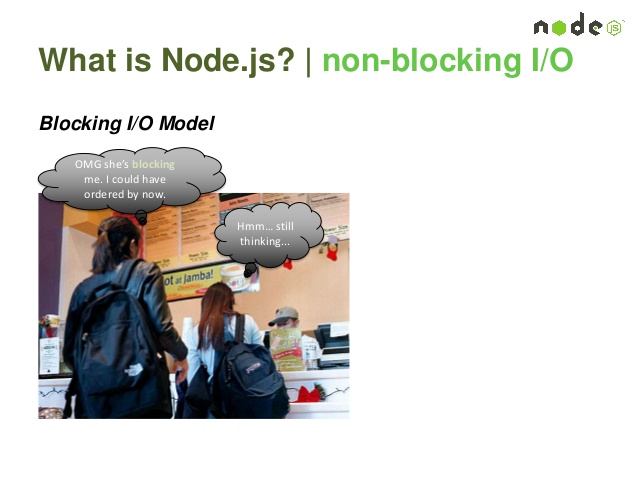 node
JS
What is Node.js? | non-blocking I/O
Blocking I/O Model
OMG she's blocking
me. I could have
ordered by now.
Hmm… still
thinking...
ot at Jamba!